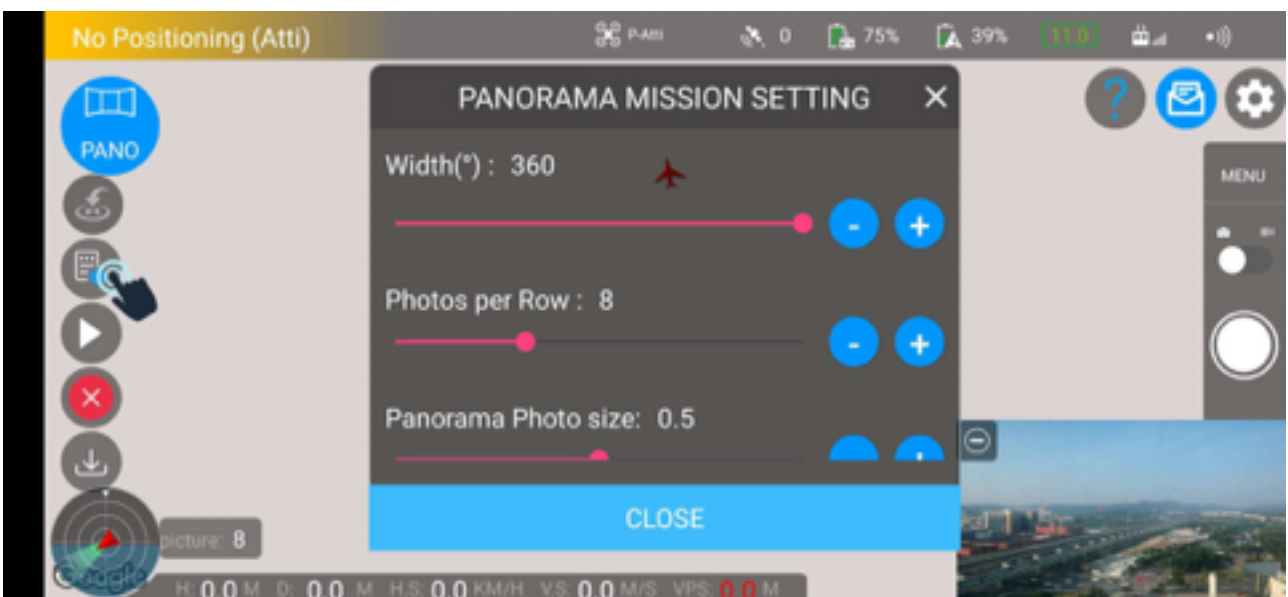 No Positioning (Atti) P-Atti 0 75% 39% 11.0
PANO
PANORAMA MISSION SETTING ×
Width(°) : 360
- +
MENU
Photos per Row : 8
- +
Panorama Photo size: 0.5
CLOSE
picture: 8
Google
H: 0.0 M D: 0.0 M H.S: 0.0 KM/H V.S: 0.0 M/S VPS: 0.0 M